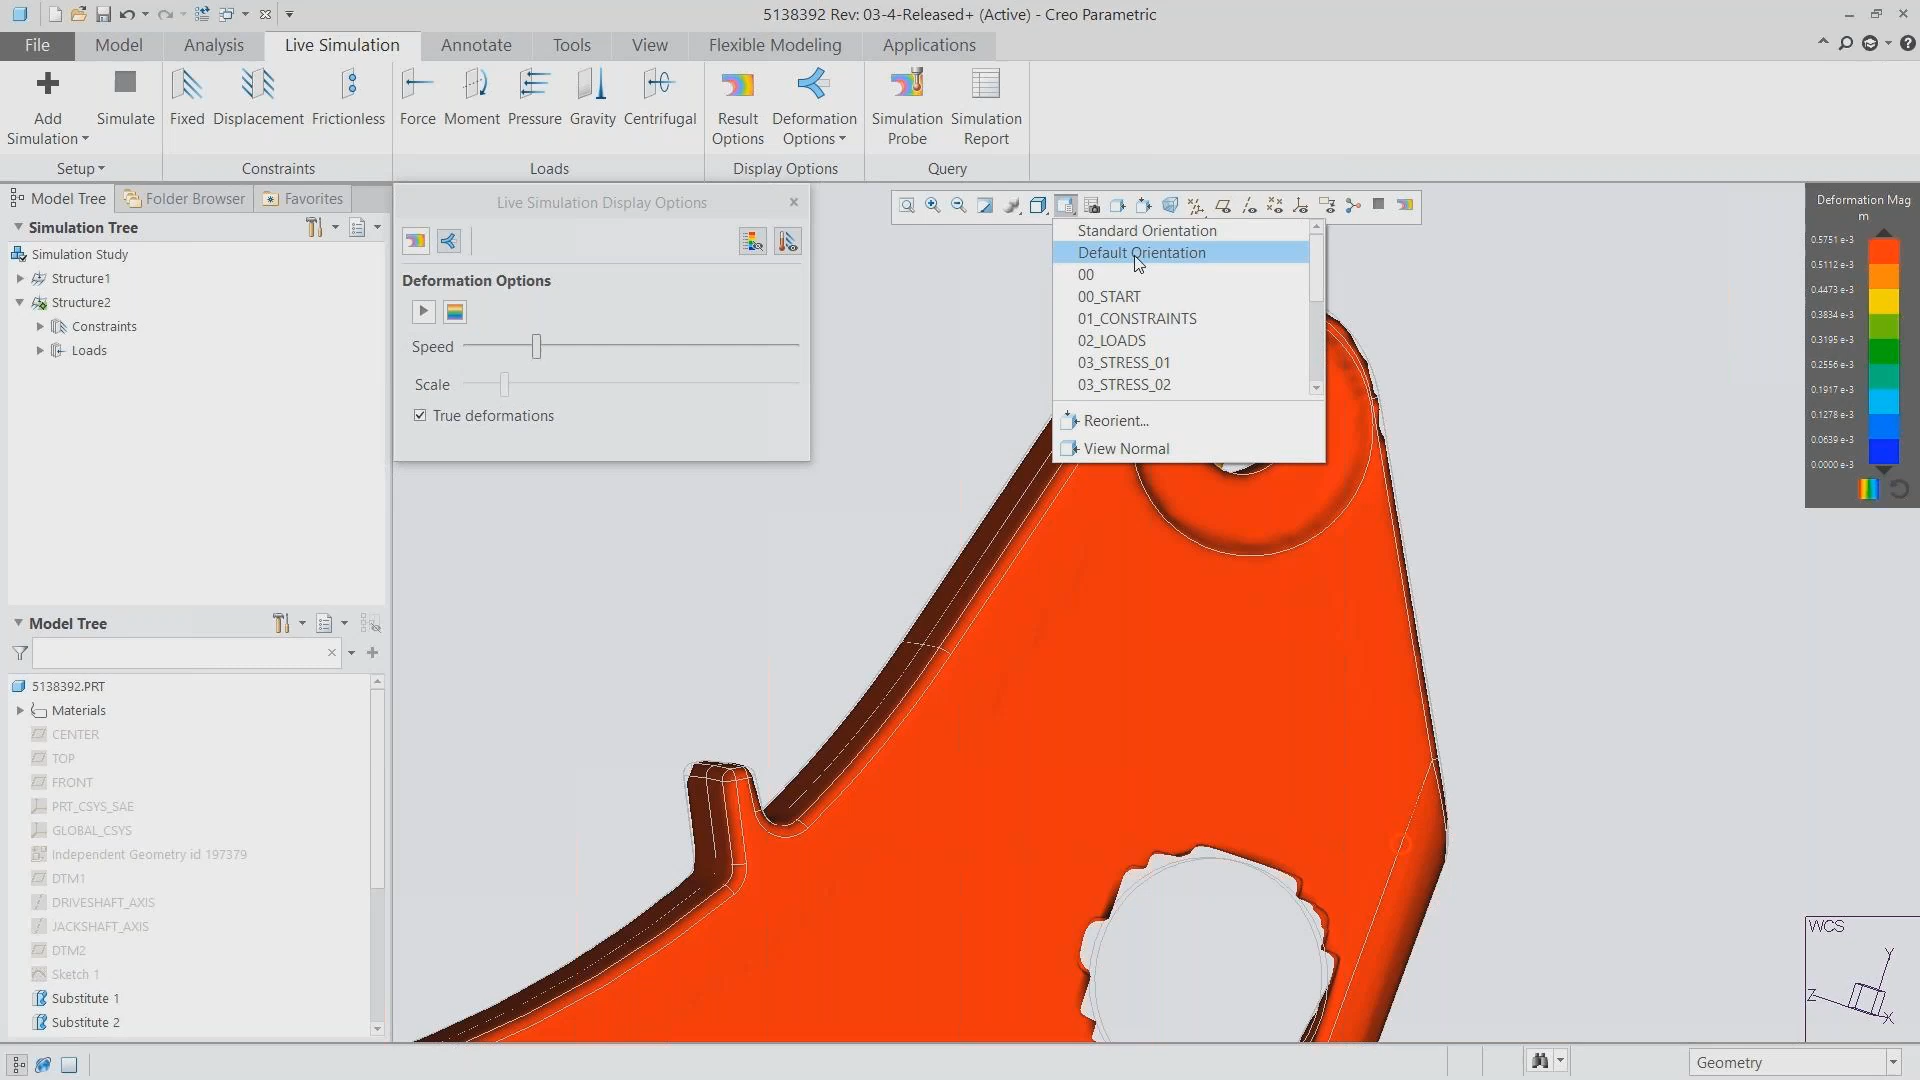 5138392 Rev: 03-4-Released+ (Active) - Creo Parametric
File Model Analysis Live Simulation Annotate Tools View Flexible Modeling Applications
Add Simulation
Simulate
Fixed
Displacement
Frictionless
Force
Moment
Pressure
Gravity
Centrifugal
Result Options
Deformation Options
Simulation Probe
Simulation Report
Setup
Constraints
Loads
Display Options
Query
Model Tree Folder Browser Favorites
Simulation Tree
Simulation Study
Structure1
Structure2
Constraints
Loads
Live Simulation Display Options
Deformation Options
Speed
Scale
True deformations
Standard Orientation
Default Orientation
00
00_START
01_CONSTRAINTS
02_LOADS
03_STRESS_01
03_STRESS_02
Reorient...
View Normal
Deformation Mag
m
0.5751 e-3
0.5112 e-3
0.4473 e-3
0.3834 e-3
0.3195 e-3
0.2556 e-3
0.1917 e-3
0.1278 e-3
0.0639 e-3
0.0000 e-3
Model Tree
5138392.PRT
Materials
CENTER
TOP
FRONT
PRT_CSYS_SAE
GLOBAL_CSYS
Independent Geometry id 197379
DTM1
DRIVESHAFT_AXIS
JACKSHAFT_AXIS
DTM2
Sketch 1
Substitute 1
Substitute 2
WCS
Y
Z
X
Geometry